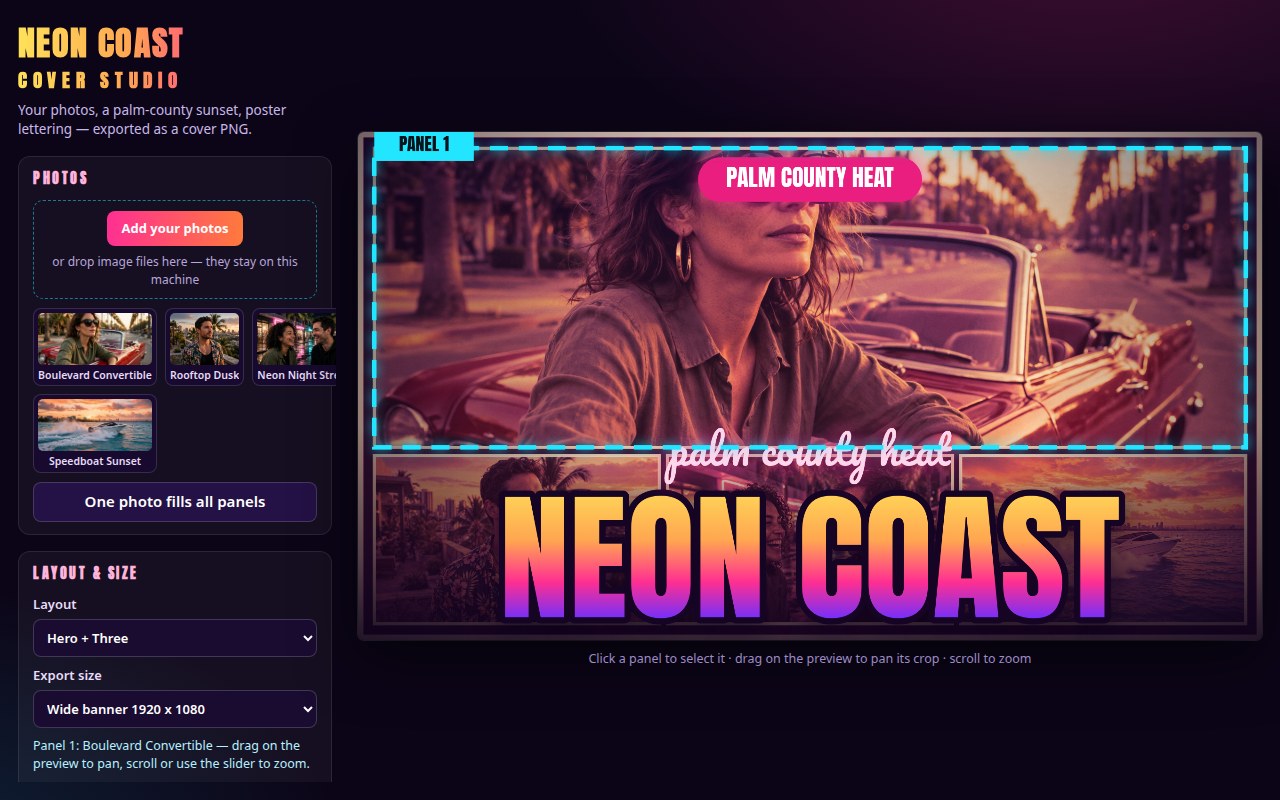 NEON COAST
COVER STUDIO
Your photos, a palm-county sunset, poster
lettering — exported as a cover PNG.
PHOTOS
Add your photos
or drop image files here — they stay on this
machine
Boulevard Convertible
Rooftop Dusk
Neon Night Stre
Speedboat Sunset
One photo fills all panels
LAYOUT & SIZE
Layout
Hero + Three
Export size
Wide banner 1920 x 1080
Panel 1: Boulevard Convertible — drag on the
preview to pan, scroll or use the slider to zoom.
PANEL 1
PALM COUNTY HEAT
palm county heat
NEON COAST
Click a panel to select it · drag on the preview to pan its crop · scroll to zoom